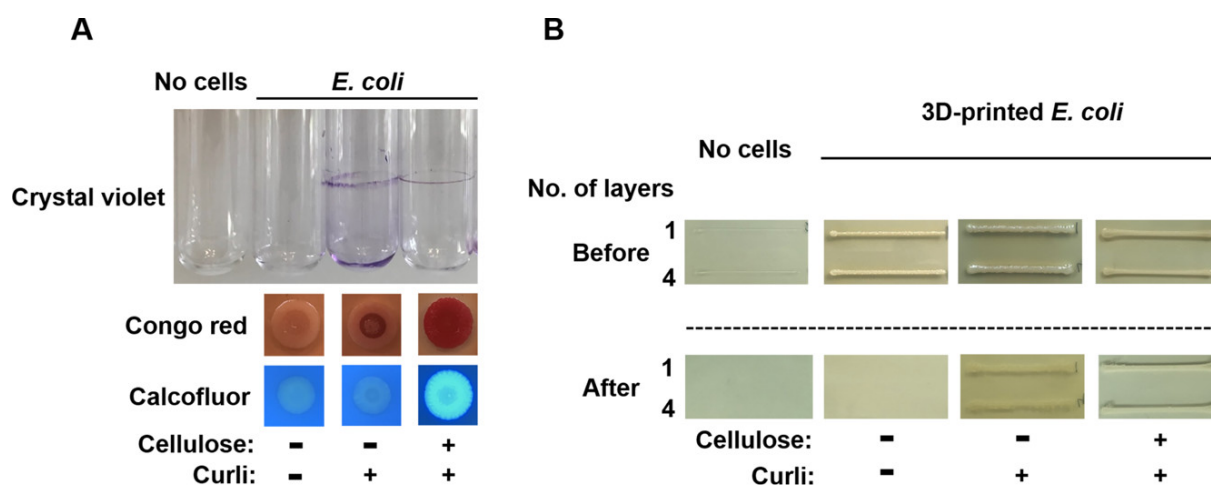 A
No cells E. coli
Crystal violet
Congo red
Calcofluor
Cellulose: - - +
Curli: - + +
B
3D-printed E. coli
No cells
No. of layers
1
Before
4
1
After
4
Cellulose: - - +
Curli: - + +